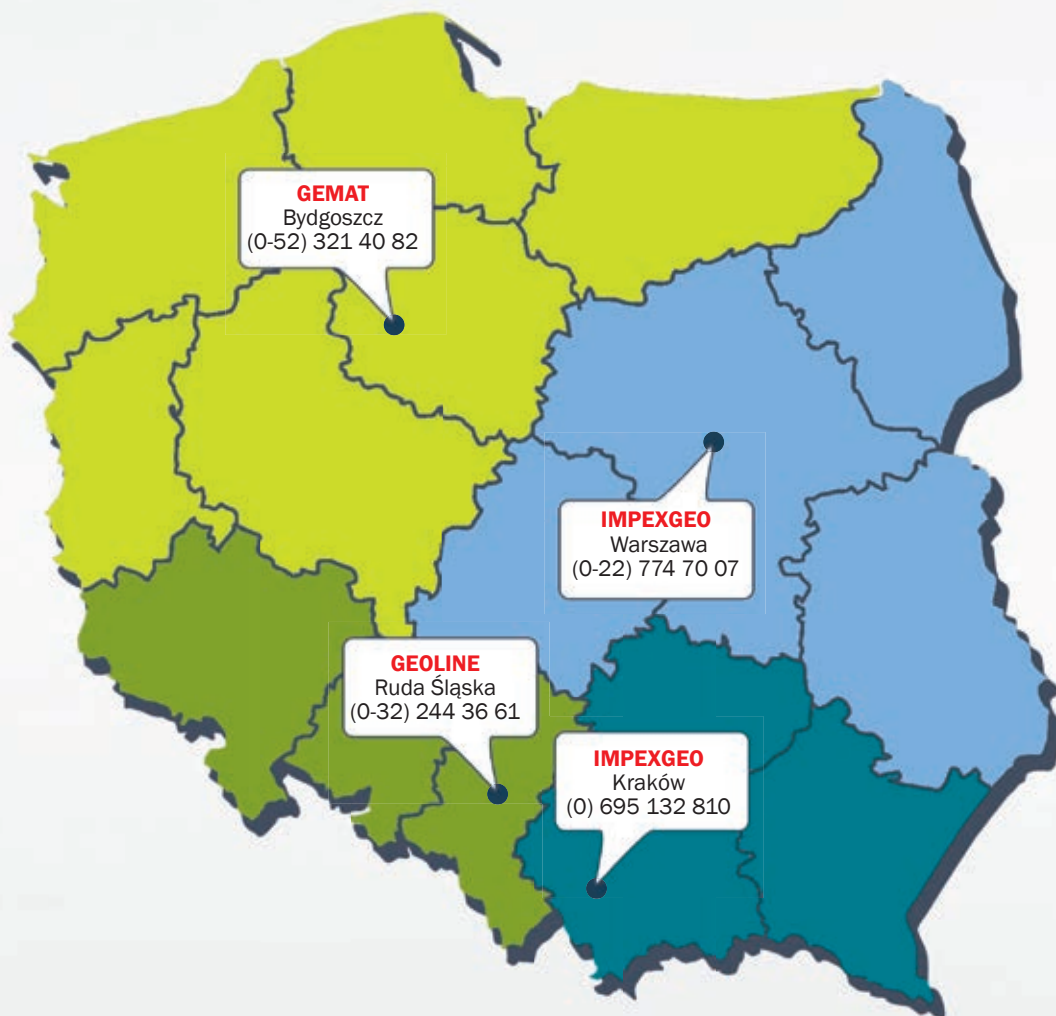 GEMAT
Bydgoszcz
(0-52) 321 40 82
IMPEXGEO
Warszawa
(0-22) 774 70 07
GEOLINE
Ruda Śląska
(0-32) 244 36 61
IMPEXGEO
Kraków
(0) 695 132 810